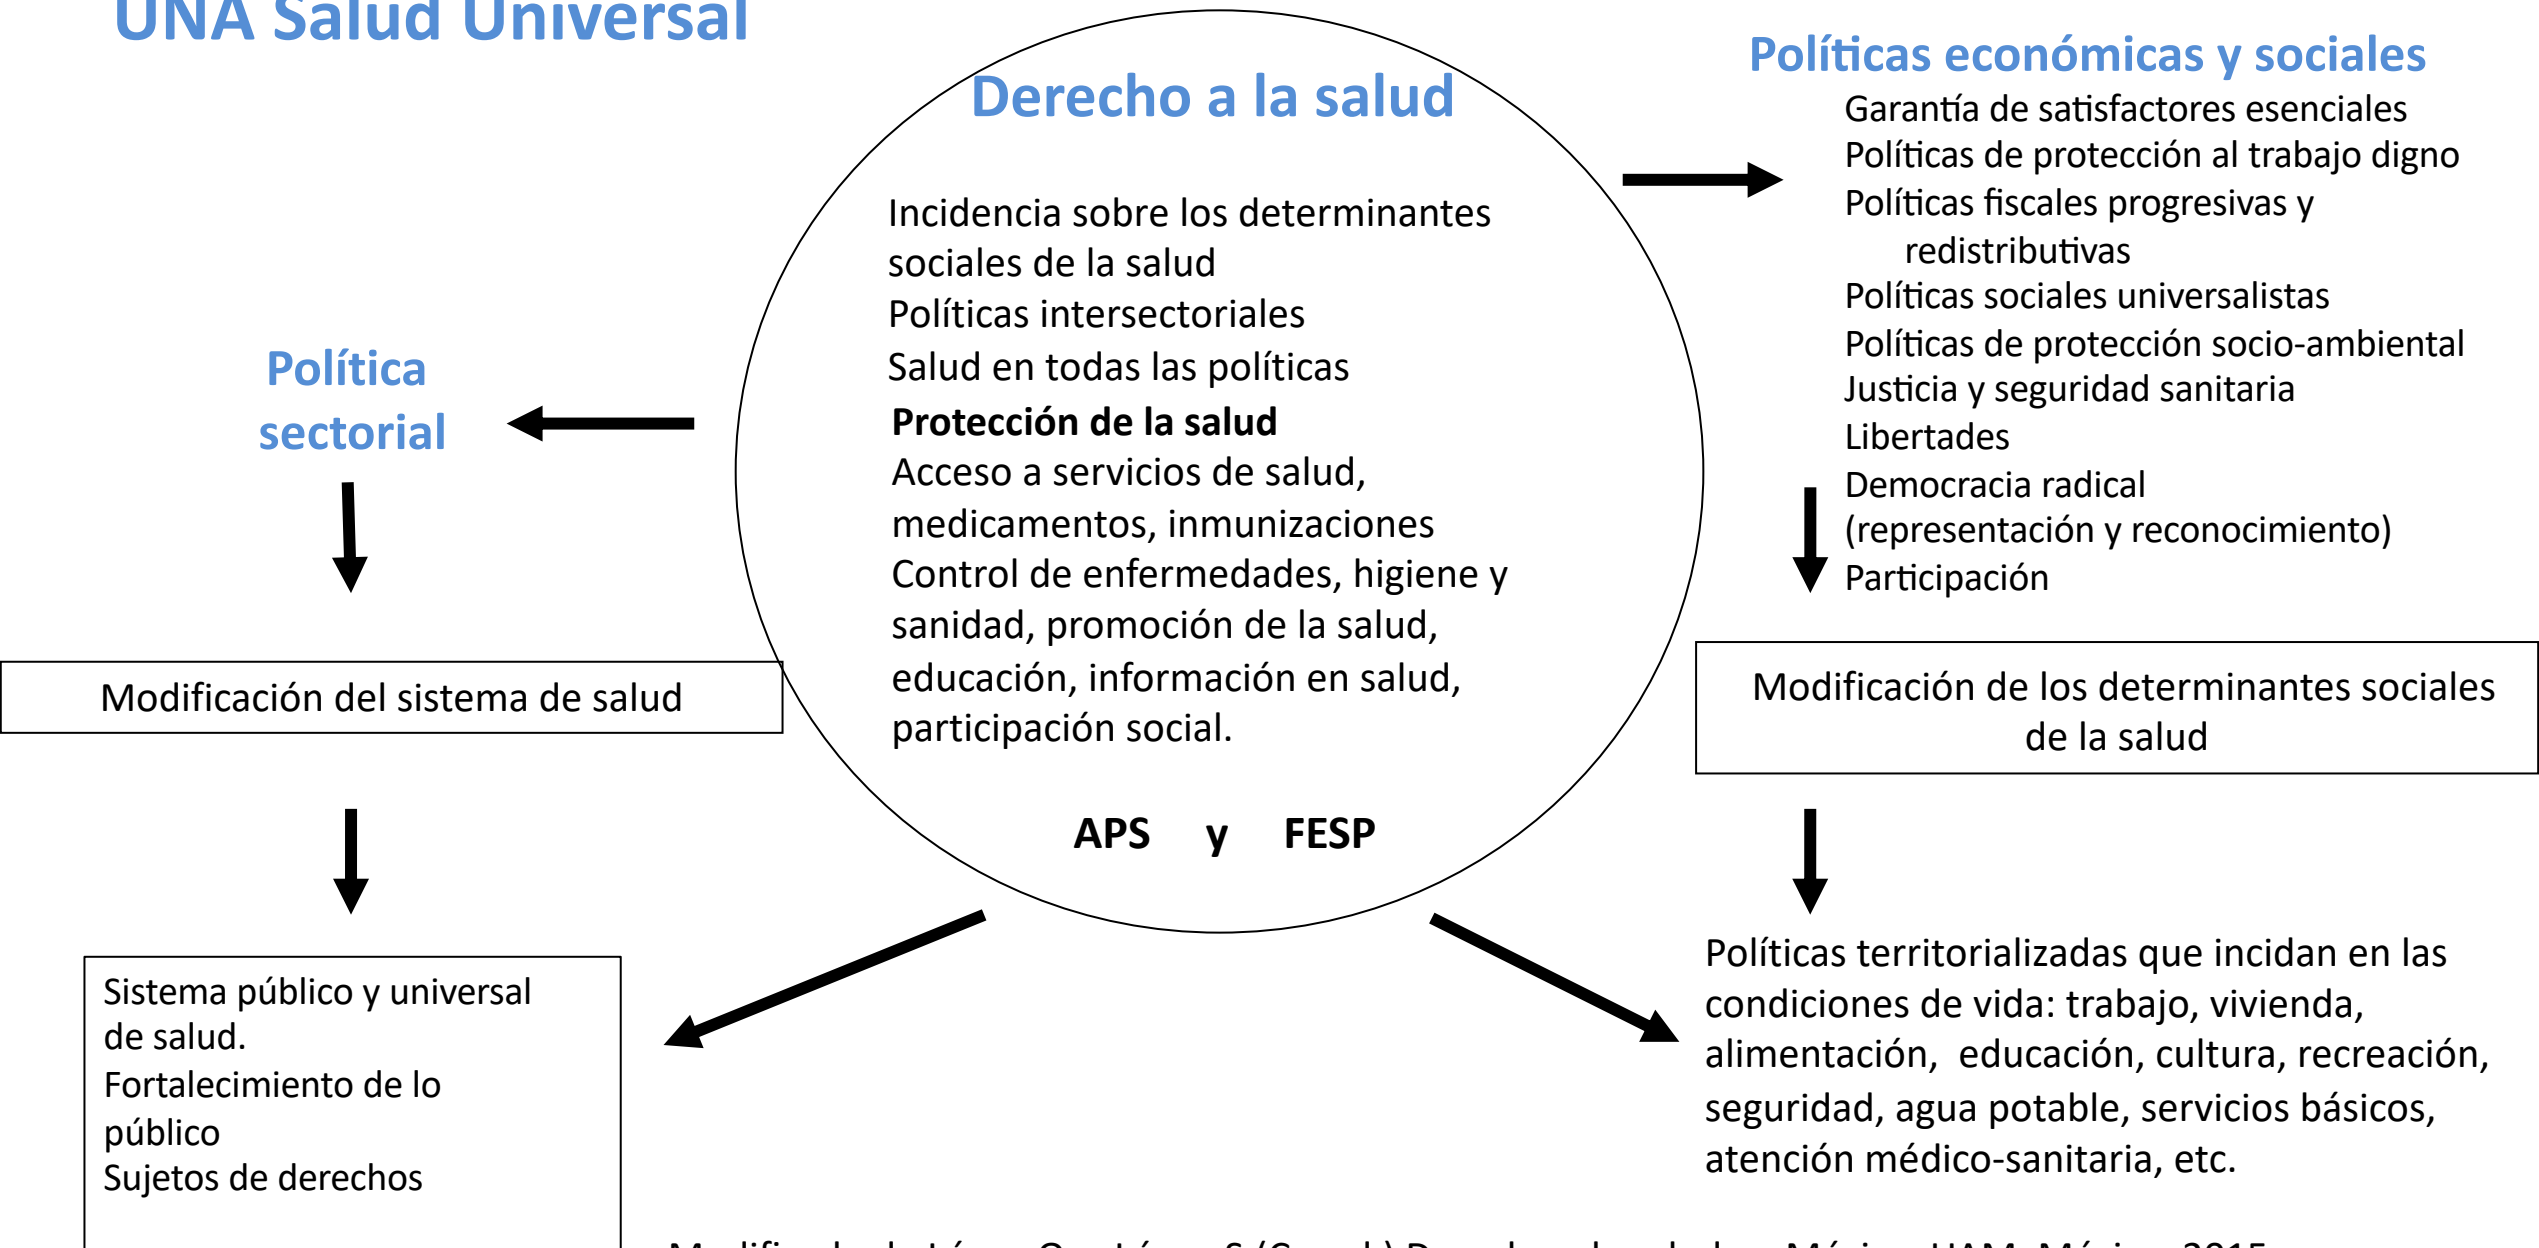 UNA Salud Universal
Derecho a la salud
Incidencia sobre los determinantes
sociales de la salud
Políticas intersectoriales
Salud en todas las políticas
Protección de la salud
Acceso a servicios de salud,
medicamentos, inmunizaciones
Control de enfermedades, higiene y
sanidad, promoción de la salud,
educación, información en salud,
participación social.
APS y FESP
Políticas económicas y sociales
Garantía de satisfactores esenciales
Políticas de protección al trabajo digno
Políticas fiscales progresivas y
redistributivas
Políticas sociales universalistas
Políticas de protección socio-ambiental
Justicia y seguridad sanitaria
Libertades
Democracia radical
(representación y reconocimiento)
Participación
Política
sectorial
Modificación del sistema de salud
Modificación de los determinantes sociales
de la salud
Sistema público y universal
de salud.
Fortalecimiento de lo
público
Sujetos de derechos
Políticas territorializadas que incidan en las
condiciones de vida: trabajo, vivienda,
alimentación, educación, cultura, recreación,
seguridad, agua potable, servicios básicos,
atención médico-sanitaria, etc.